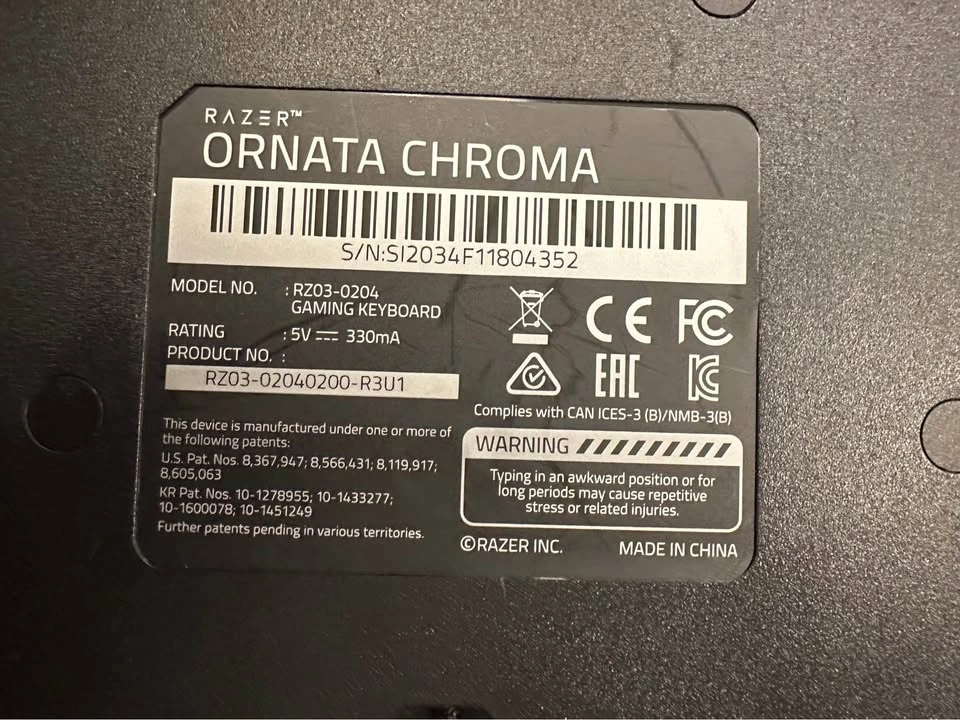 RAZER™
ORNATA CHROMA
S/N:SI2034F11804352
MODEL NO. : RZ03-0204
GAMING KEYBOARD
RATING : 5V ⎓ 330mA
PRODUCT NO. :
RZ03-02040200-R3U1
This device is manufactured under one or more of
the following patents:
U.S. Pat. Nos. 8,367,947; 8,566,431; 8,119,917;
8,605,063
KR Pat. Nos. 10-1278955; 10-1433277;
10-1600078; 10-1451249
Further patents pending in various territories.
CE FC
EAC KC
Complies with CAN ICES-3 (B)/NMB-3(B)
WARNING
Typing in an awkward position or for
long periods may cause repetitive
stress or related injuries.
©RAZER INC. MADE IN CHINA